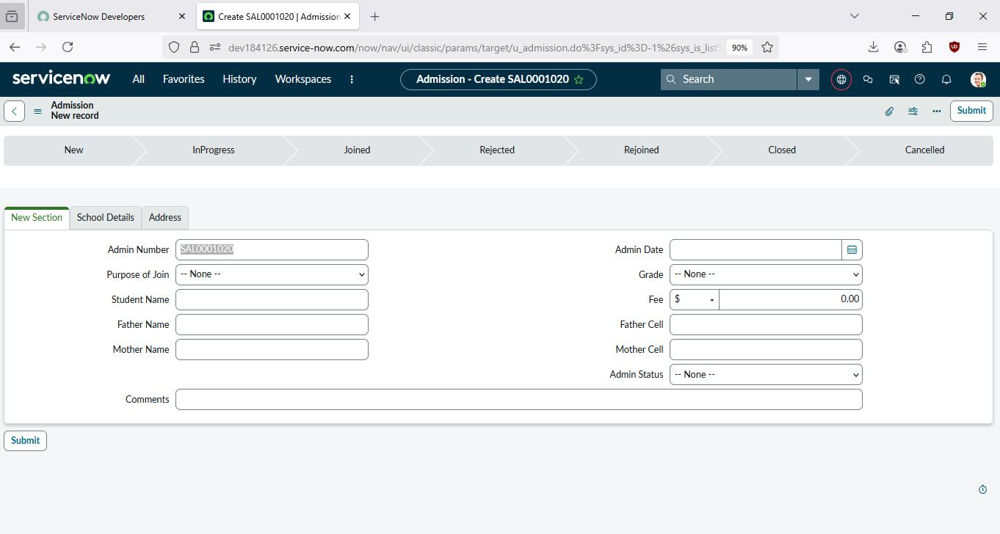 ServiceNow Developers
Create SAL0001020 | Admission
dev184126.service-now.com/now/nav/ui/classic/params/target/u_admission.do%3Fsys_id%3D-1%26sys_is_list%
90%
servicenow
All
Favorites
History
Workspaces
Admission - Create SAL0001020
Search
Admission
New record
Submit
New
InProgress
Joined
Rejected
Rejoined
Closed
Cancelled
New Section
School Details
Address
Admin Number
SAL0001020
Admin Date
Purpose of Join
-- None --
Grade
-- None --
Student Name
Fee
$
0.00
Father Name
Father Cell
Mother Name
Mother Cell
Admin Status
-- None --
Comments
Submit